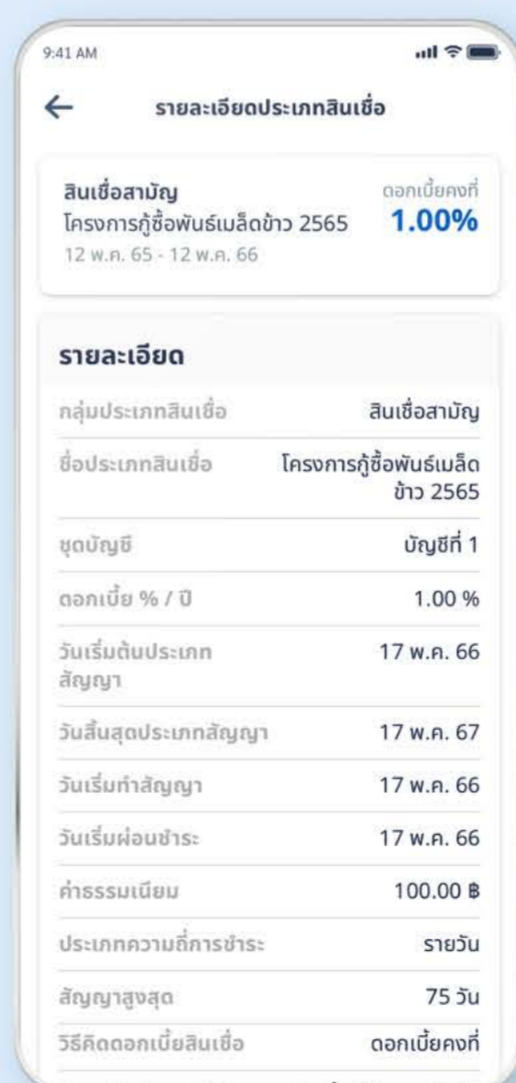 9:41 AM
รายละเอียดประเภทสินเชื่อ
สินเชื่อสามัญ
ดอกเบี้ยคงที่
โครงการกู้ซื้อพันธ์เมล็ดข้าว 2565
1.00%
12 พ.ค. 65 - 12 พ.ค. 66
รายละเอียด
กลุ่มประเภทสินเชื่อ สินเชื่อสามัญ
ชื่อประเภทสินเชื่อ โครงการกู้ซื้อพันธ์เมล็ด
ข้าว 2565
ชุดบัญชี บัญชีที่ 1
ดอกเบี้ย % / ปี 1.00 %
วันเริ่มต้นประเภท 17 พ.ค. 66
สัญญา
วันสิ้นสุดประเภทสัญญา 17 พ.ค. 67
วันเริ่มทำสัญญา 17 พ.ค. 66
วันเริ่มผ่อนชำระ 17 พ.ค. 66
ค่าธรรมเนียม 100.00 ฿
ประเภทความถี่การชำระ รายวัน
สัญญาสูงสุด 75 วัน
วิธีคิดดอกเบี้ยสินเชื่อ ดอกเบี้ยคงที่